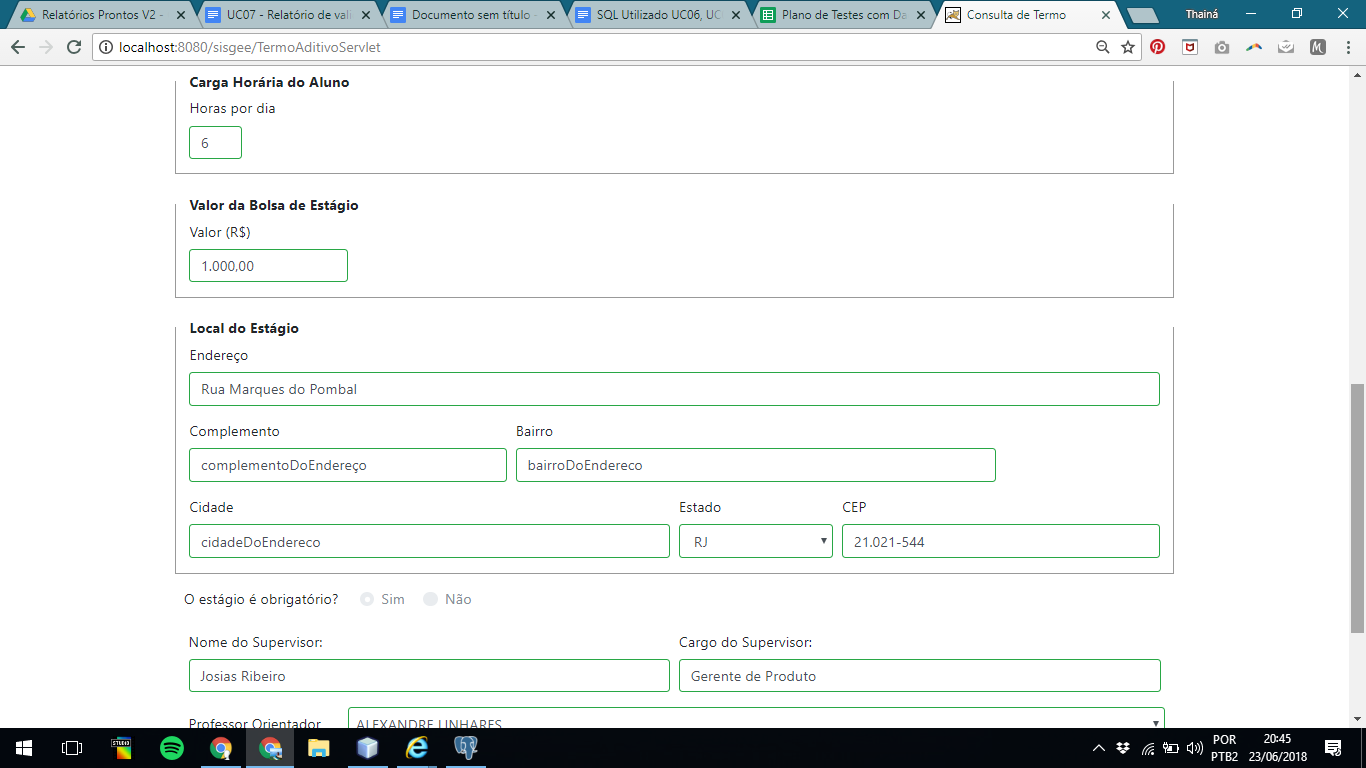 Relatórios Prontos V2 -
UC07 - Relatório de vali
Documento sem título -
SQL Utilizado UC06, UC
Plano de Testes com Da
Consulta de Termo
Thainá
localhost:8080/sisgee/TermoAditivoServlet
Carga Horária do Aluno
Horas por dia
6
Valor da Bolsa de Estágio
Valor (R$)
1.000,00
Local do Estágio
Endereço
Rua Marques do Pombal
Complemento Bairro
complementoDoEndereço bairroDoEndereco
Cidade Estado CEP
cidadeDoEndereco RJ 21.021-544
O estágio é obrigatório? Sim Não
Nome do Supervisor: Cargo do Supervisor:
Josias Ribeiro Gerente de Produto
Professor Orientador ALEXANDRE LINHARES
STUDIO
POR
PTB2
20:45
23/06/2018